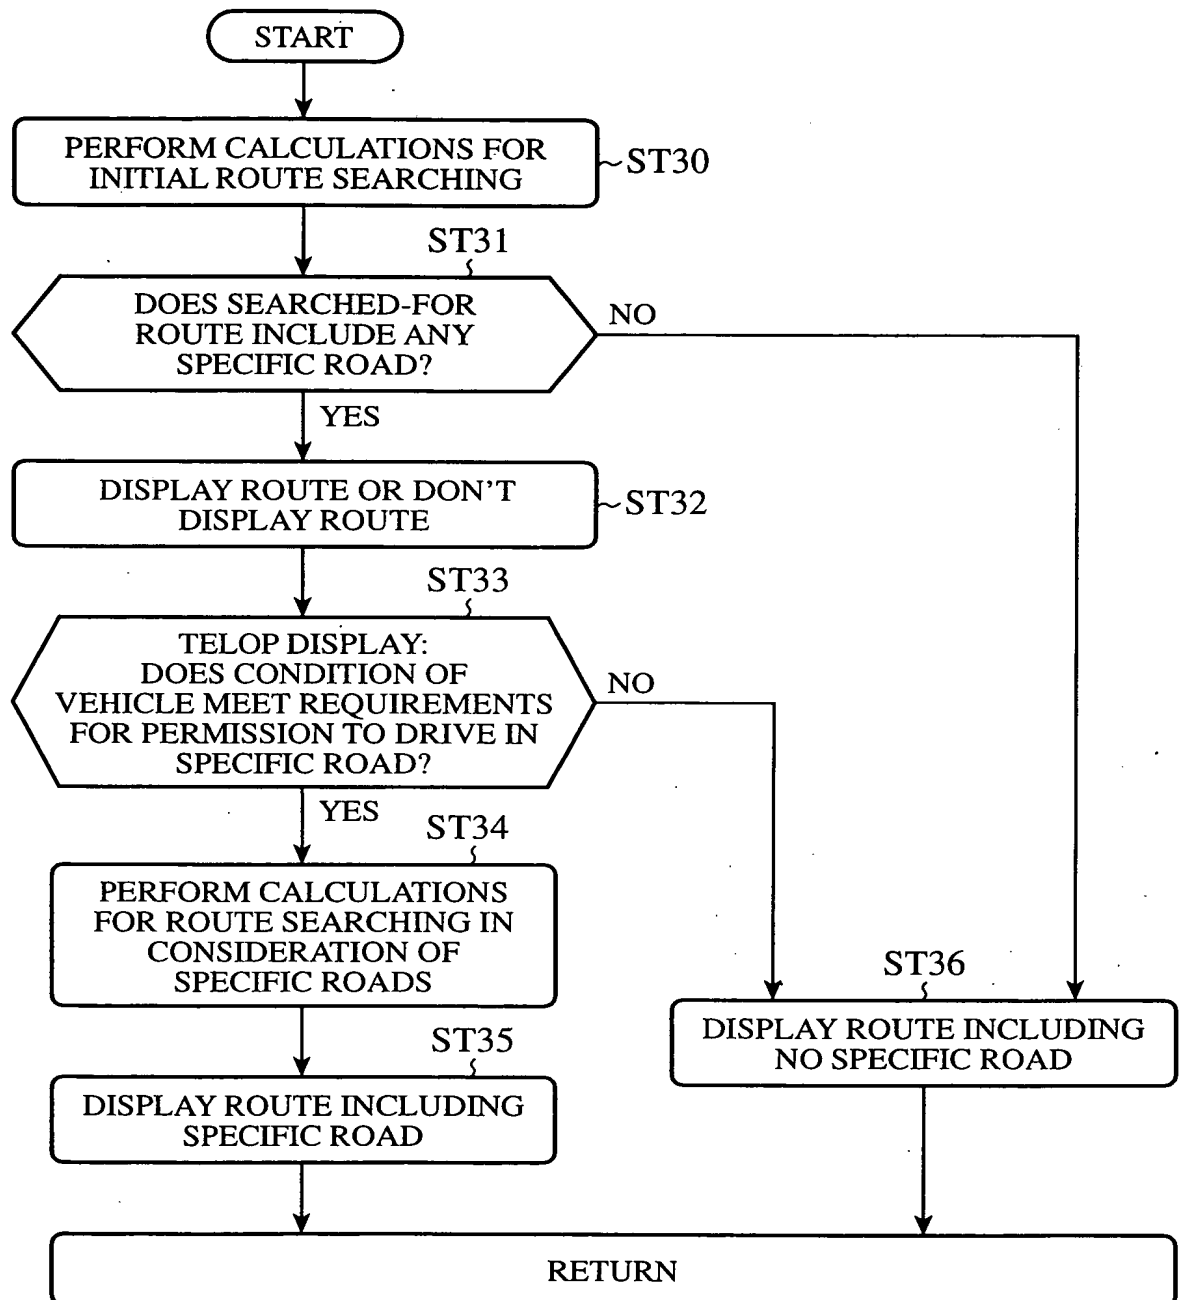 START
PERFORM CALCULATIONS FOR
INITIAL ROUTE SEARCHING
ST30
ST31
DOES SEARCHED-FOR
ROUTE INCLUDE ANY
SPECIFIC ROAD?
NO
YES
DISPLAY ROUTE OR DON'T
DISPLAY ROUTE
ST32
ST33
TELOP DISPLAY:
DOES CONDITION OF
VEHICLE MEET REQUIREMENTS
FOR PERMISSION TO DRIVE IN
SPECIFIC ROAD?
NO
YES
ST34
PERFORM CALCULATIONS
FOR ROUTE SEARCHING IN
CONSIDERATION OF
SPECIFIC ROADS
ST36
DISPLAY ROUTE INCLUDING
NO SPECIFIC ROAD
ST35
DISPLAY ROUTE INCLUDING
SPECIFIC ROAD
RETURN